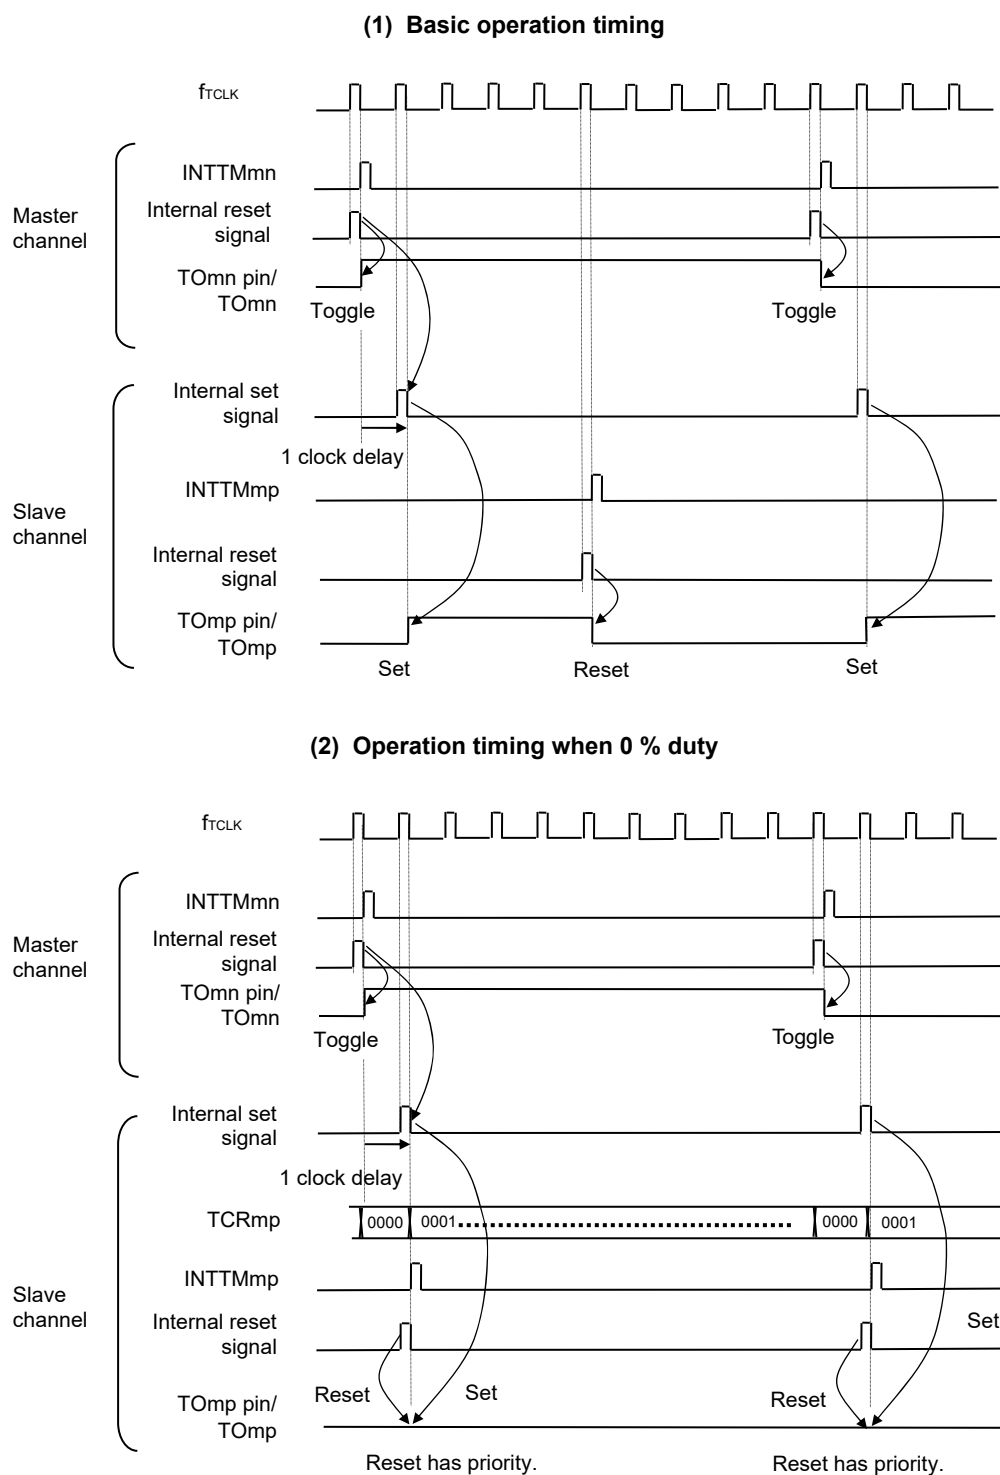 (1) Basic operation timing
fTCLK
INTTMmn
Internal reset
signal
Master
channel
TOmn pin/
TOmn
Toggle
Toggle
Internal set
signal
1 clock delay
INTTMmp
Slave
channel
Internal reset
signal
TOmp pin/
TOmp
Set
Reset
Set
(2) Operation timing when 0 % duty
fTCLK
INTTMmn
Internal reset
signal
Master
channel
TOmn pin/
TOmn
Toggle
Toggle
Internal set
signal
1 clock delay
TCRmp
0000
0001
0000
0001
INTTMmp
Slave
channel
Internal reset
signal
Set
Reset
Set
Reset
TOmp pin/
TOmp
Reset has priority.
Reset has priority.